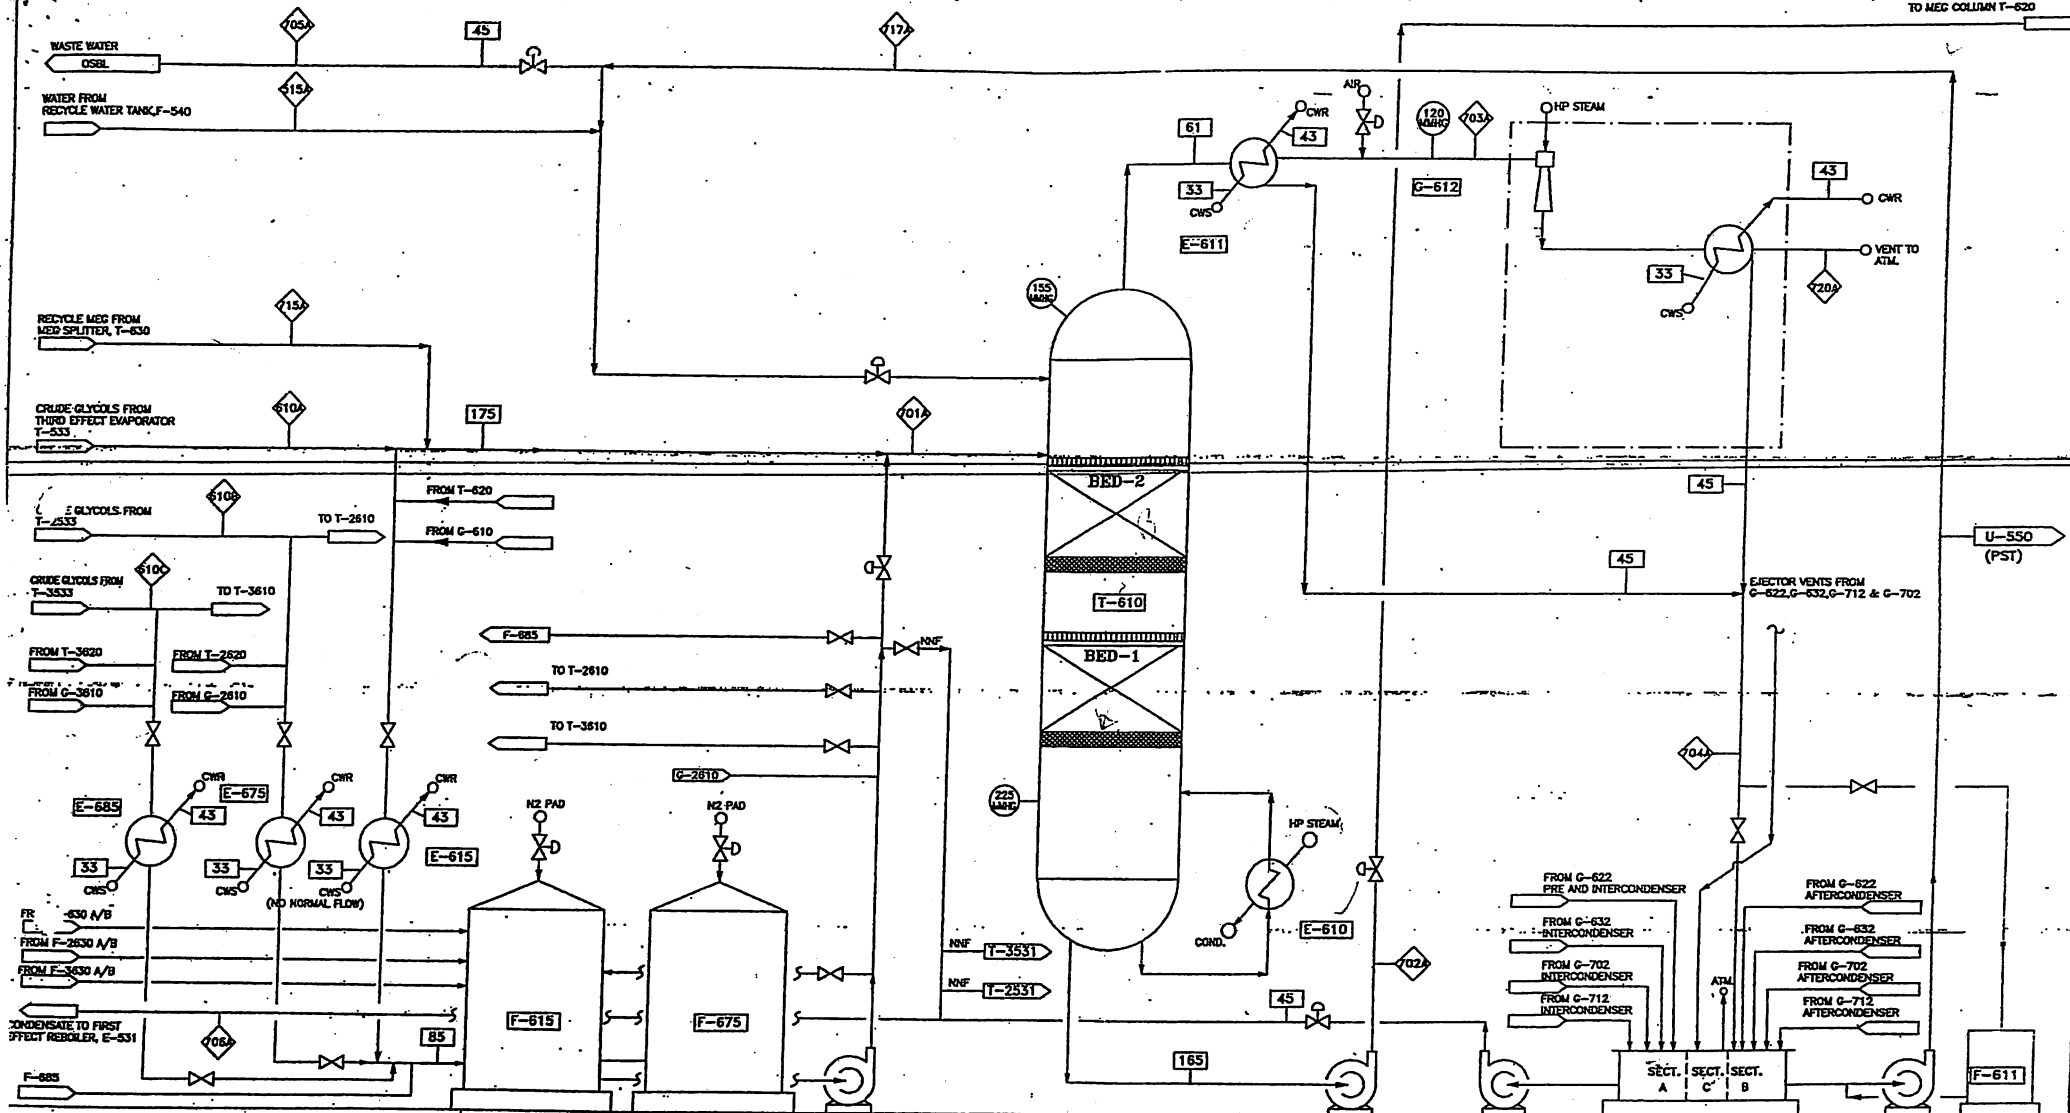 TO MEG COLUMN T-620
705A
45
717A
WASTE WATER
OSBL
515A
WATER FROM
RECYCLE WATER TANK,F-540
AIR
HP STEAM
CWR
61
43
120
MMHG
703A
33
CWS
G-612
E-611
43
CWR
VENT TO
ATM.
33
720A
CWS
155
MMHG
715A
RECYCLE MEG FROM
MEG SPLITTER, T-630
CRUDE GLYCOLS FROM
THIRD EFFECT EVAPORATOR
T-533
510A
175
701A
BED-2
45
FROM T-620
510B
E GLYCOLS FROM
T-2533
TO T-2610
FROM G-610
U-550
(PST)
510C
CRUDE GLYCOLS FROM
T-3533
TO T-3610
45
EJECTOR VENTS FROM
G-622,G-632,G-712 & G-702
T-610
F-685
NNF
BED-1
FROM T-3620
FROM T-2620
TO T-2610
FROM G-3610
FROM G-2610
TO T-3610
704A
G-2610
CWR
CWR
CWR
E-685
E-675
43
43
43
N2 PAD
N2 PAD
225
MMHG
HP STEAM
E-615
33
33
33
CWS
CWS
CWS
(NO NORMAL FLOW)
FROM G-622
PRE AND INTERCONDENSER
FROM G-622
AFTERCONDENSER
FR
-630 A/B
FROM F-2630 A/B
FROM F-3630 A/B
COND.
E-610
FROM G-632
INTERCONDENSER
FROM G-632
AFTERCONDENSER
NNF
T-3531
702A
FROM G-702
INTERCONDENSER
FROM G-702
AFTERCONDENSER
NNF
T-2531
ATM.
FROM G-712
INTERCONDENSER
FROM G-712
AFTERCONDENSER
45
CONDENSATE TO FIRST
EFFECT REBOILER, E-531
706A
F-615
F-675
85
165
F-685
SECT.
A
SECT.
C
SECT.
B
F-611